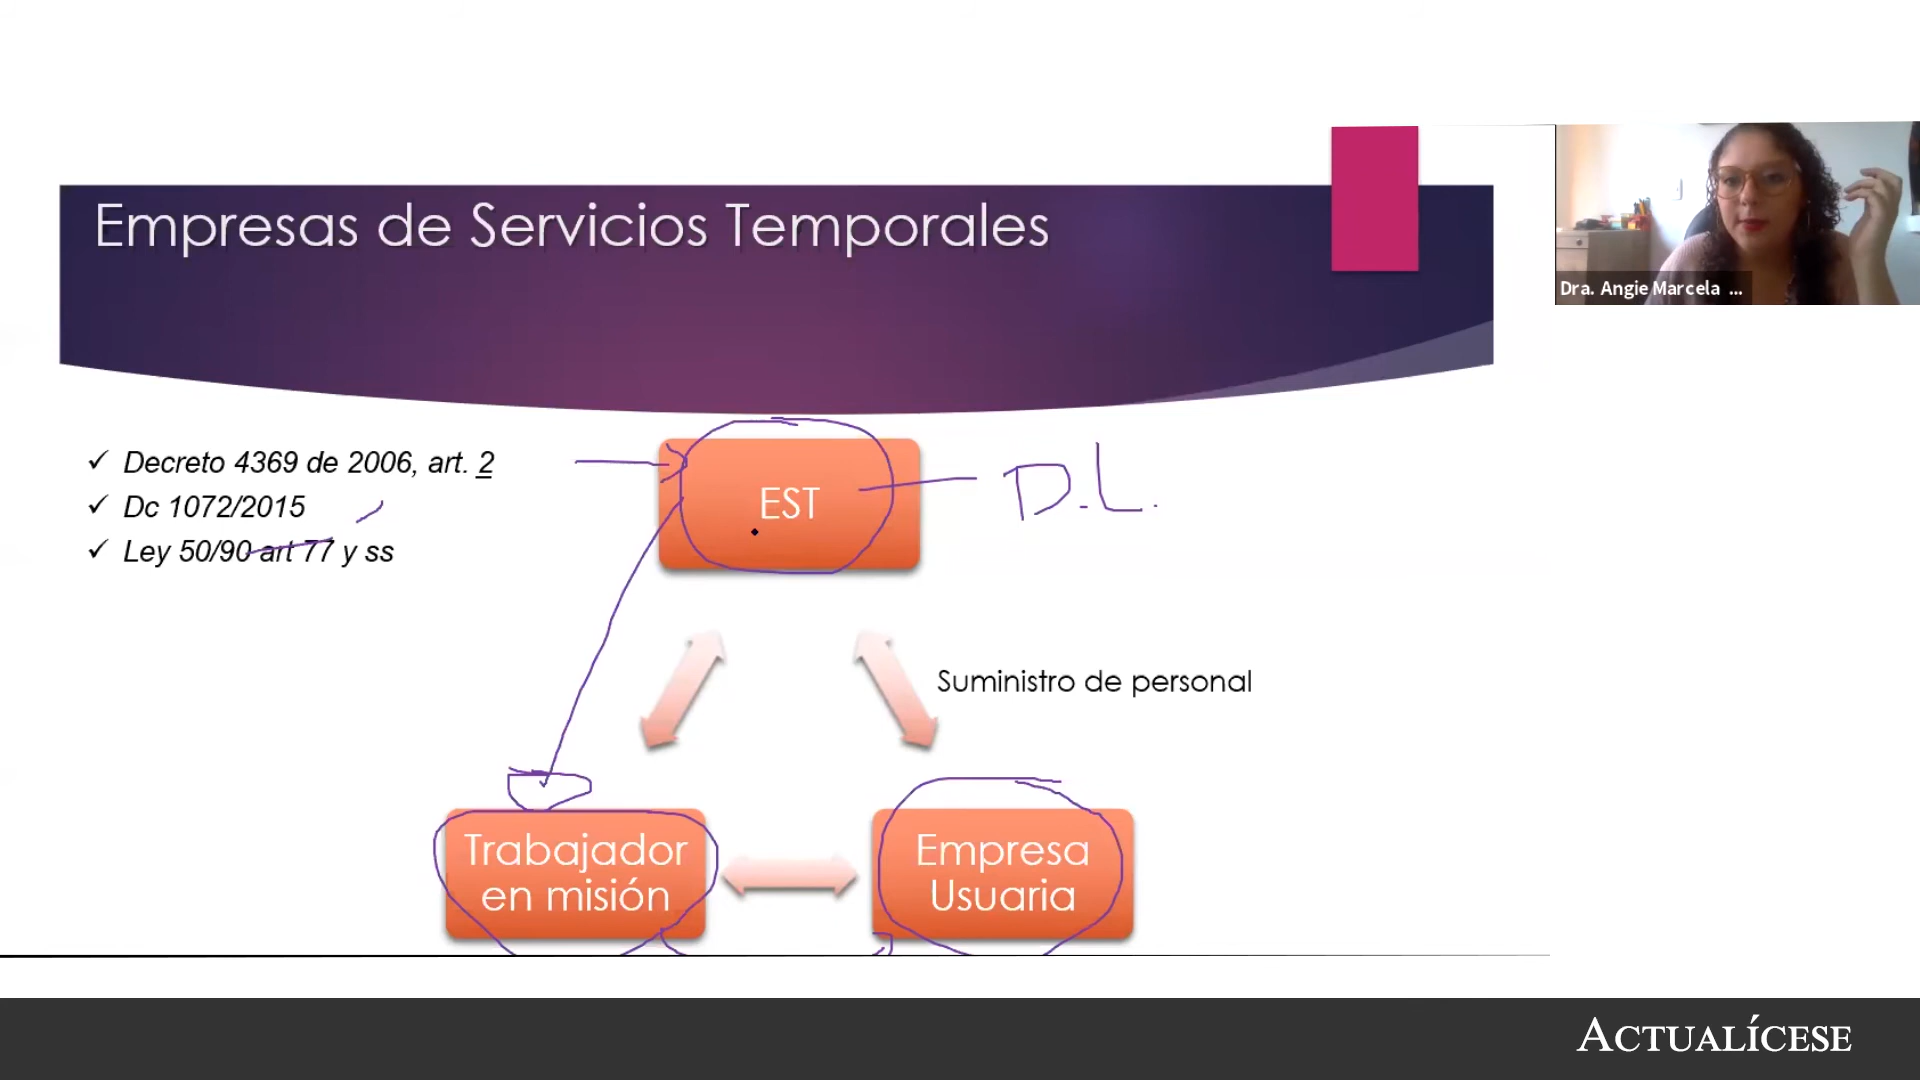 Empresas de Servicios Temporales
Dra. Angie Marcela ...
✓ Decreto 4369 de 2006, art. 2
✓ Dc 1072/2015
✓ Ley 50/90 art 77 y ss
EST
D.L.
Suministro de personal
Trabajador
en misión
Empresa
Usuaria
ACTUALÍCESE